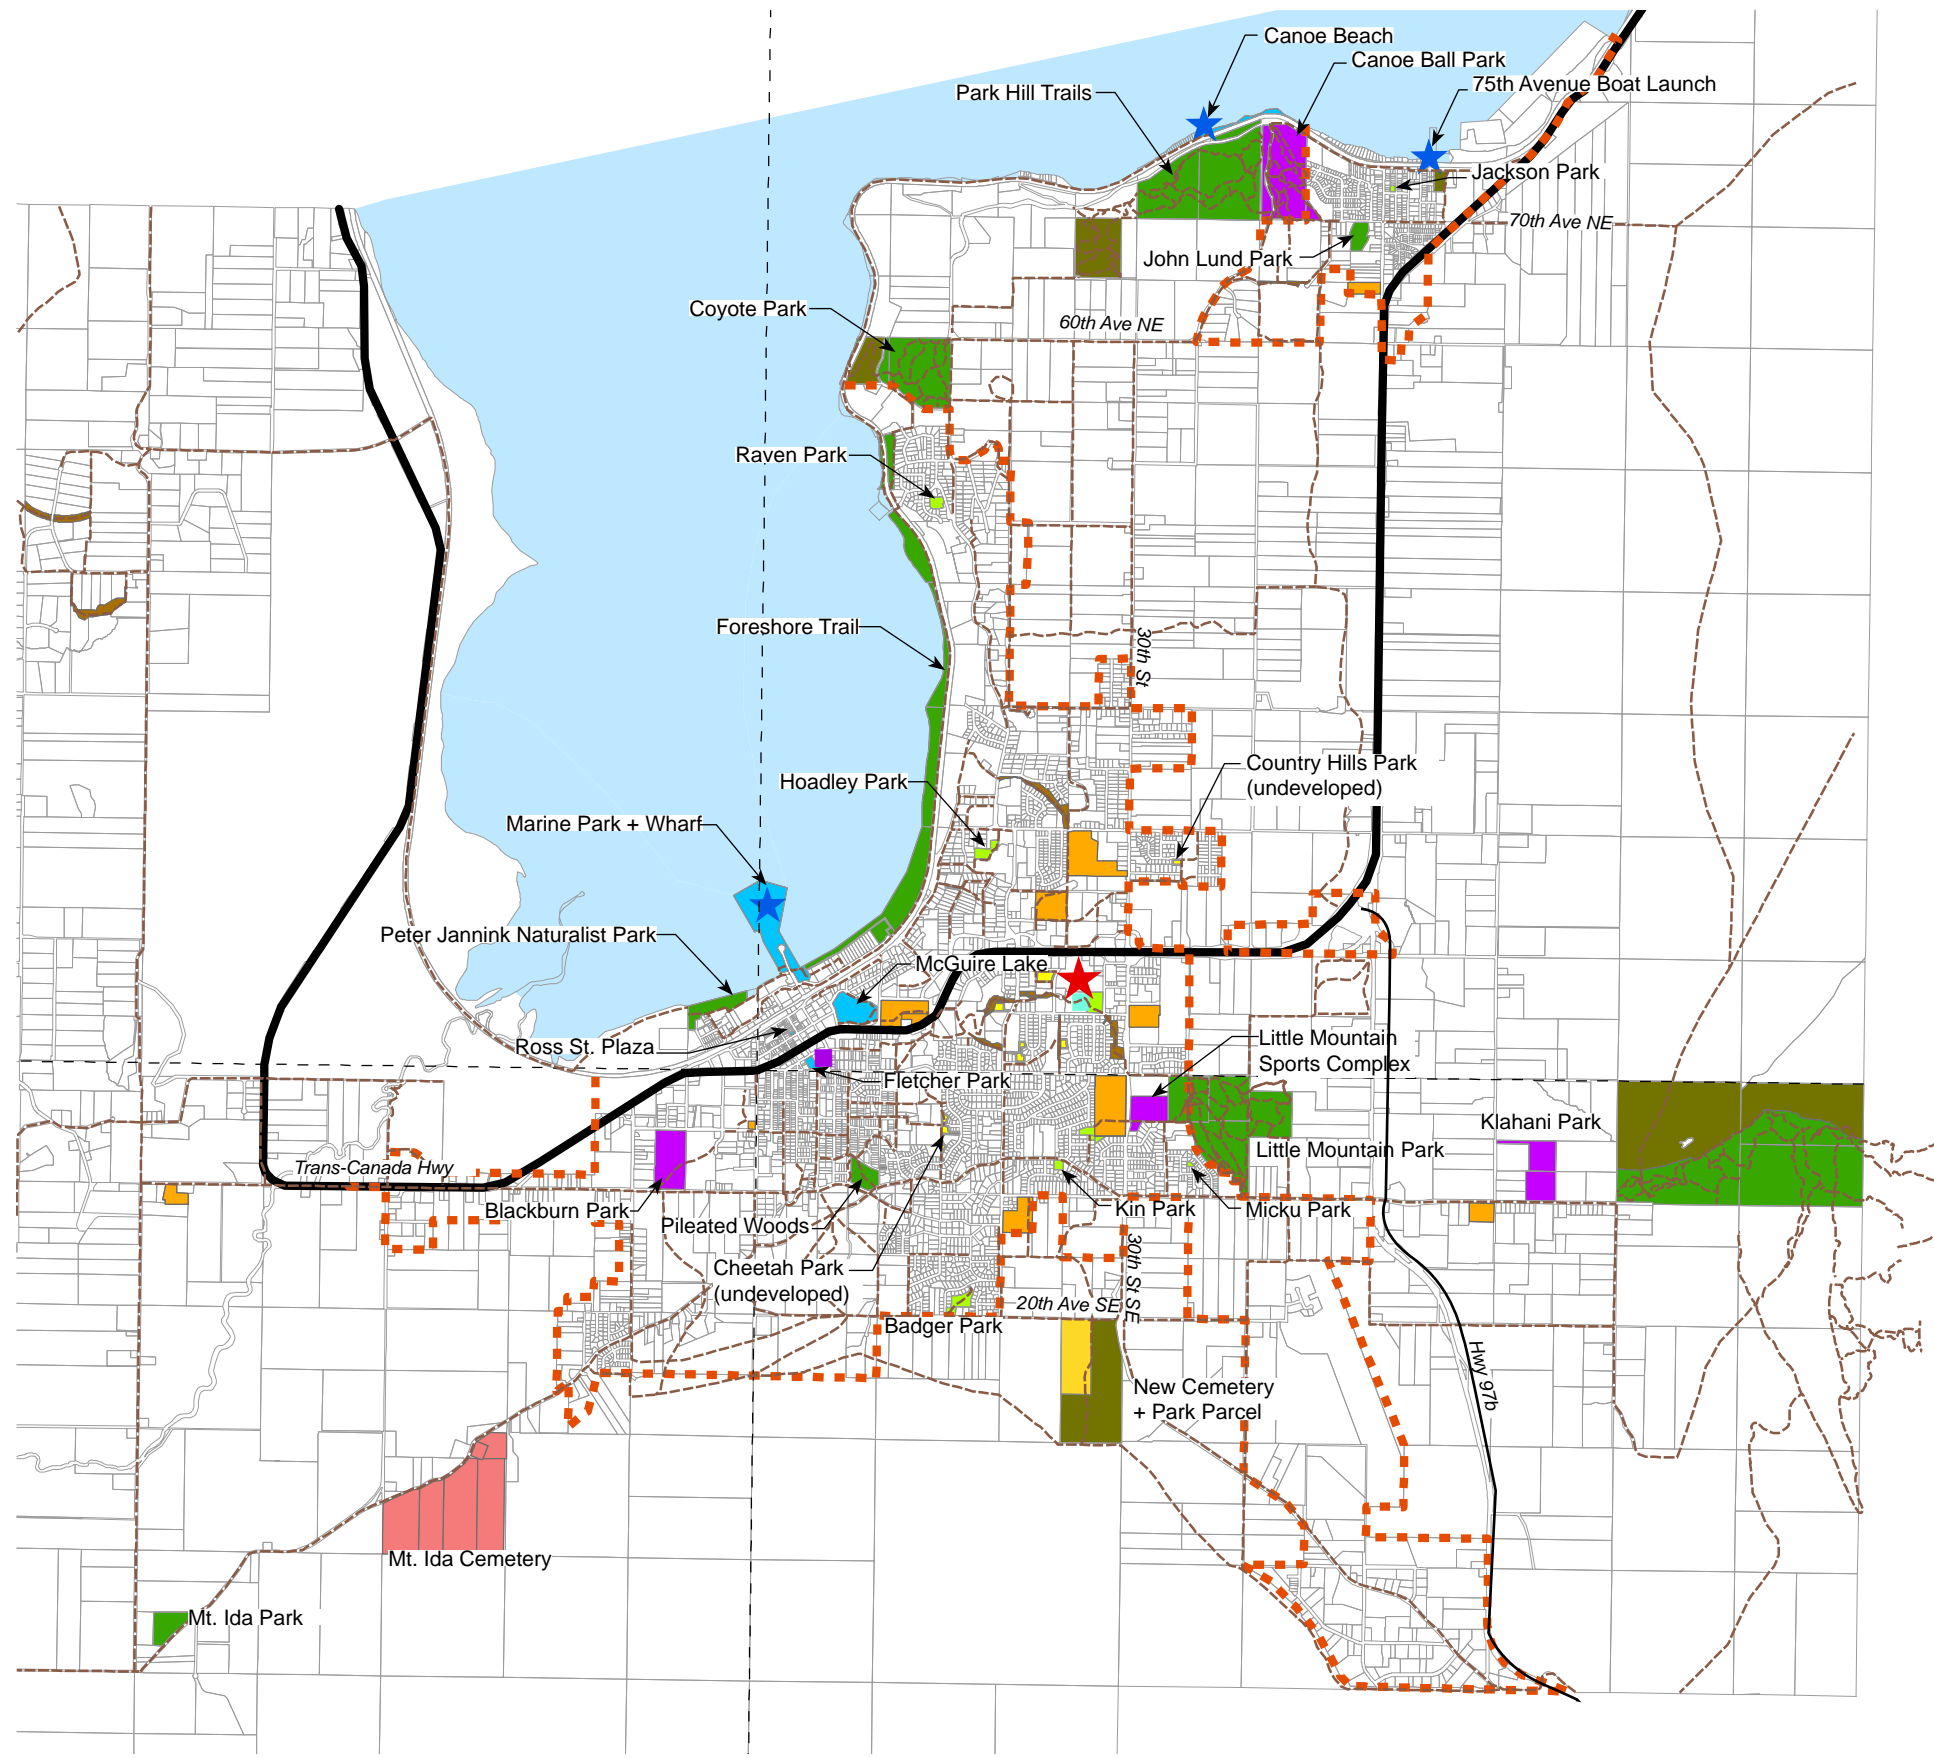 Canoe Beach
Canoe Ball Park
75th Avenue Boat Launch
Park Hill Trails
Jackson Park
70th Ave NE
John Lund Park
Coyote Park
60th Ave NE
Raven Park
Foreshore Trail
30th St
Country Hills Park
(undeveloped)
Hoadley Park
Marine Park + Wharf
Peter Jannink Naturalist Park
McGuire Lake
Ross St. Plaza
Little Mountain
Sports Complex
Fletcher Park
Klahani Park
Little Mountain Park
Trans-Canada Hwy
Blackburn Park
Pileated Woods
Kin Park
Micku Park
Cheetah Park
(undeveloped)
30th St SE
20th Ave SE
Badger Park
Hwy 97b
New Cemetery
+ Park Parcel
Mt. Ida Cemetery
Mt. Ida Park